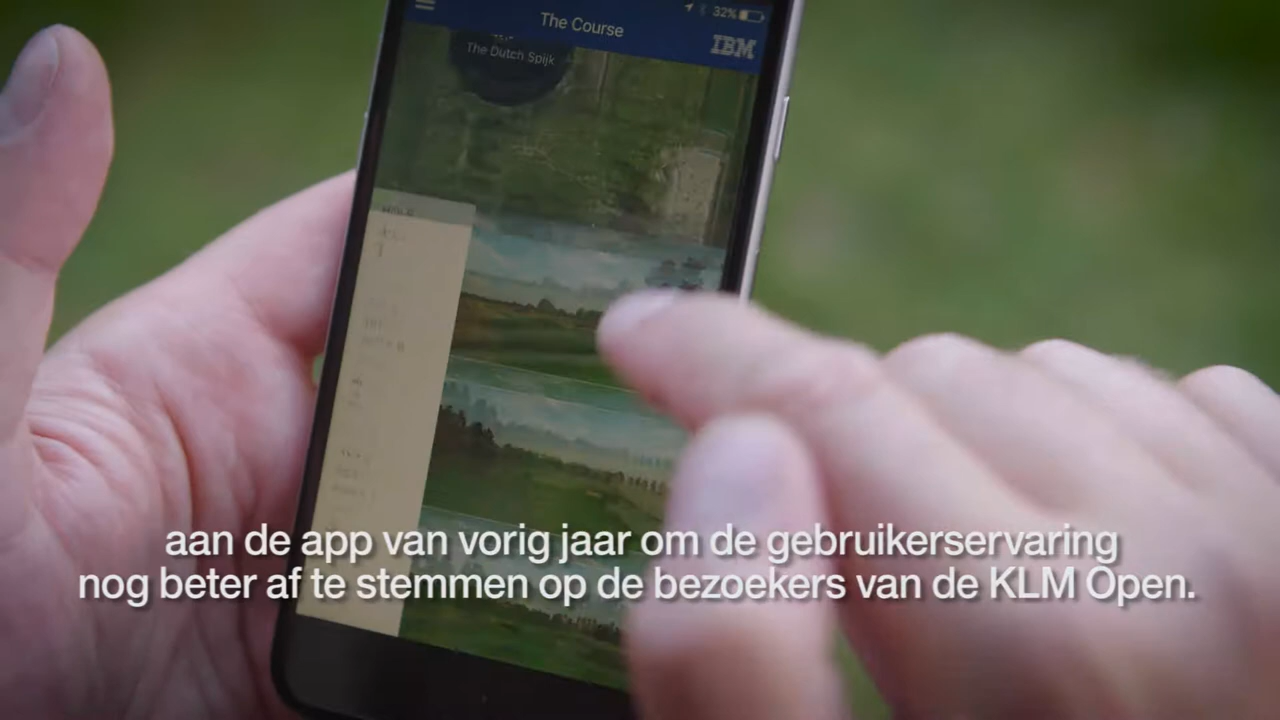 32%
The Course
IBM
The Dutch Spijk
aan de app van vorig jaar om de gebruikerservaring
nog beter af te stemmen op de bezoekers van de KLM Open.